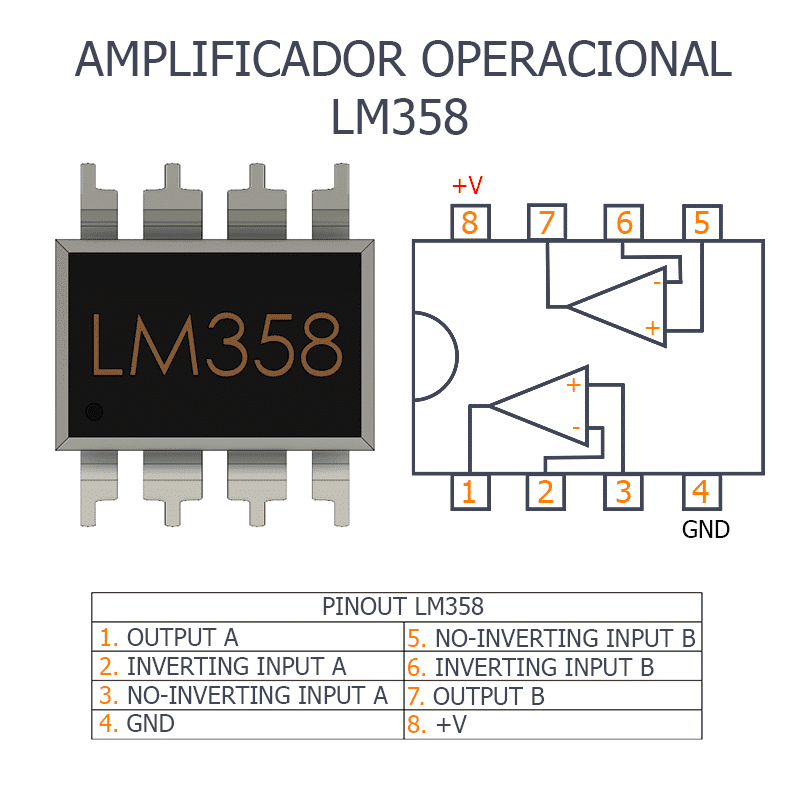 AMPLIFICADOR OPERACIONAL
LM358
+V
8 7 6 5
-
+
LM358
+
-
1 2 3 4
GND
PINOUT LM358
1. OUTPUT A
5. NO-INVERTING INPUT B
2. INVERTING INPUT A
6. INVERTING INPUT B
3. NO-INVERTING INPUT A
7. OUTPUT B
4. GND
8. +V